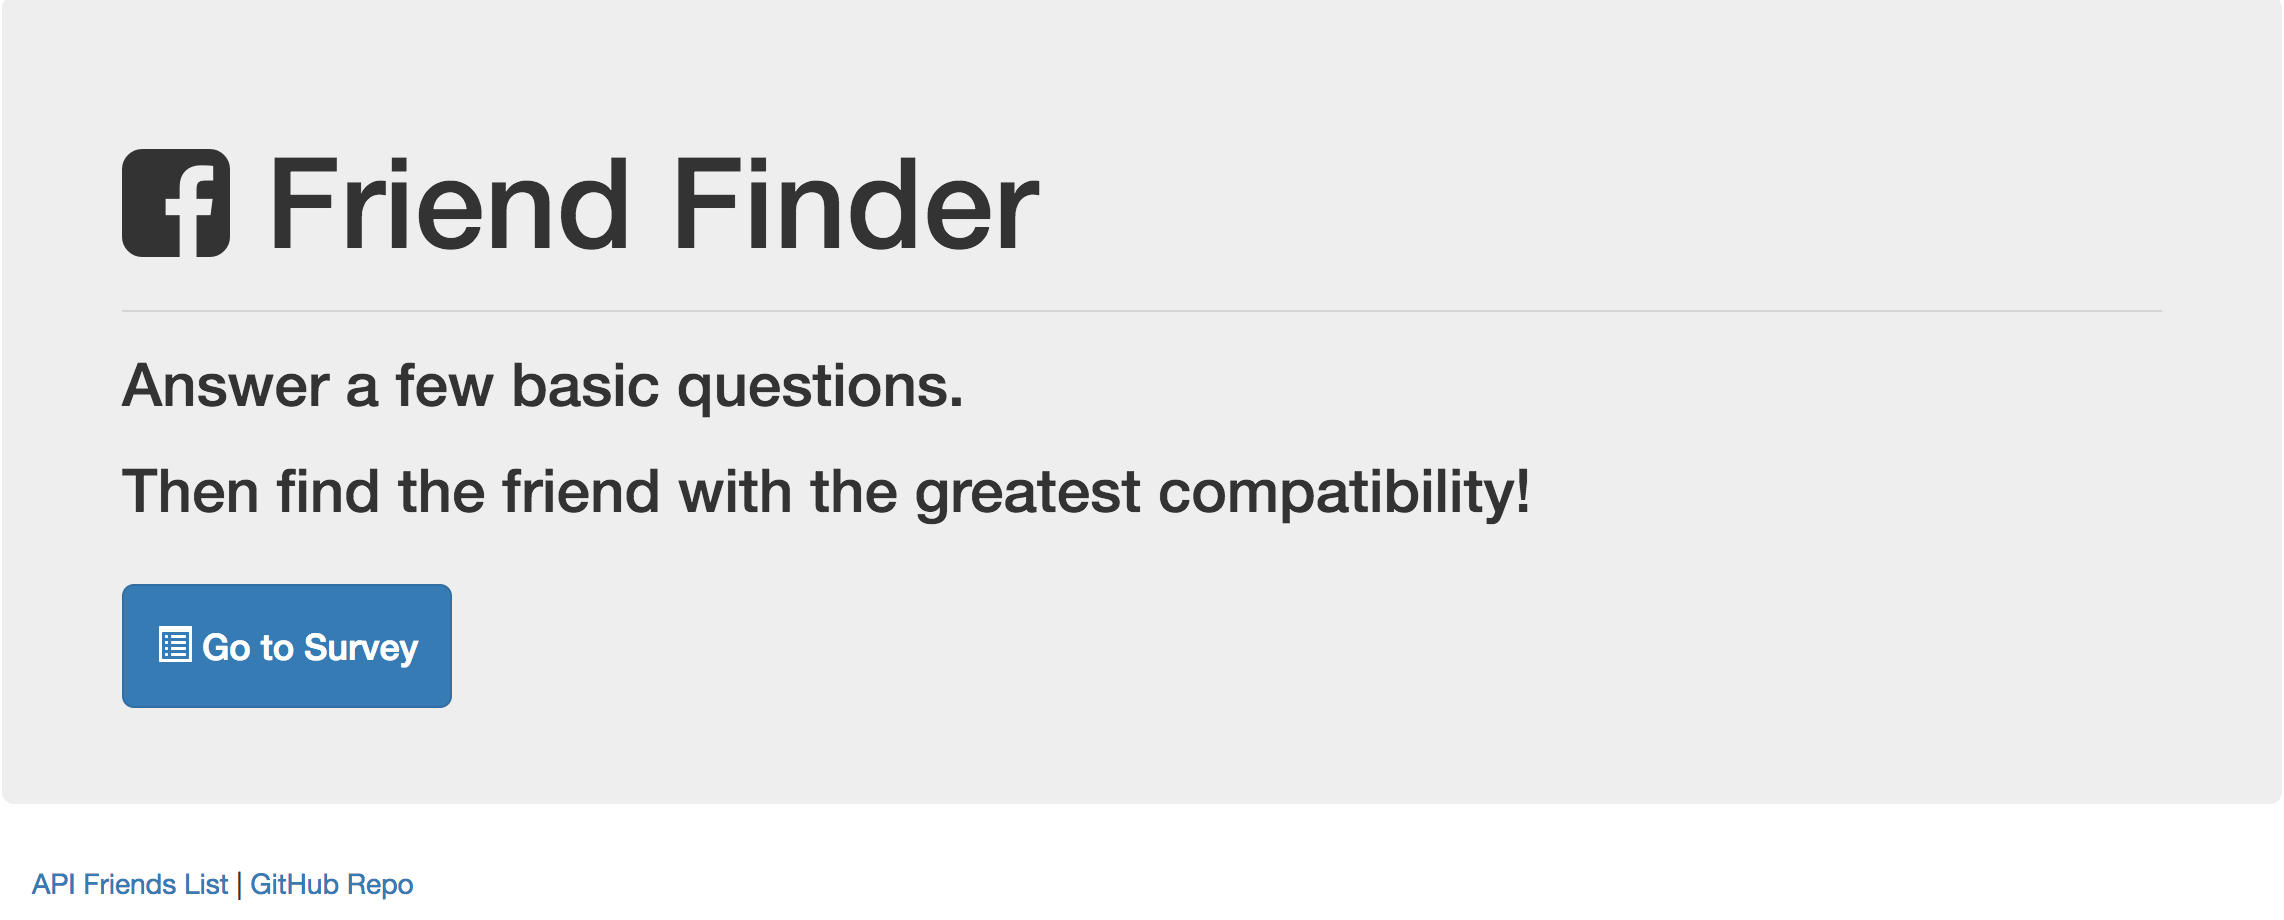 Friend Finder
Answer a few basic questions.
Then find the friend with the greatest compatibility!
Go to Survey
API Friends List | GitHub Repo